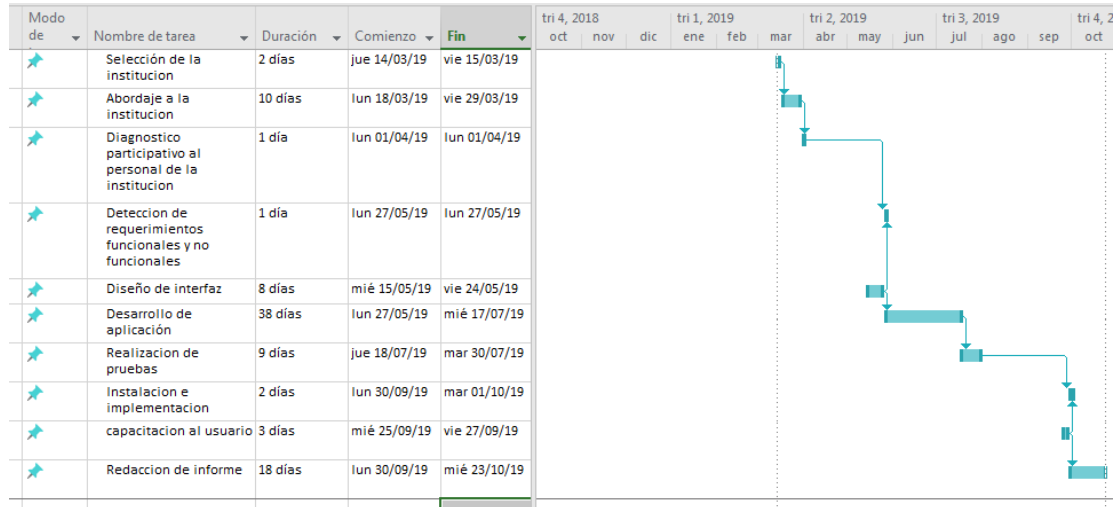 Modo de
Nombre de tarea
Duración
Comienzo
Fin
tri 4, 2018
tri 1, 2019
tri 2, 2019
tri 3, 2019
tri 4, 2
oct nov dic ene feb mar abr may jun jul ago sep oct
Selección de la
institucion
2 días
jue 14/03/19
vie 15/03/19
Abordaje a la
institucion
10 días
lun 18/03/19
vie 29/03/19
Diagnostico
participativo al
personal de la
institucion
1 día
lun 01/04/19
lun 01/04/19
Deteccion de
requerimientos
funcionales y no
funcionales
1 día
lun 27/05/19
lun 27/05/19
Diseño de interfaz
8 días
mié 15/05/19
vie 24/05/19
Desarrollo de
aplicación
38 días
lun 27/05/19
mié 17/07/19
Realizacion de
pruebas
9 días
jue 18/07/19
mar 30/07/19
Instalacion e
implementacion
2 días
lun 30/09/19
mar 01/10/19
capacitacion al usuario
3 días
mié 25/09/19
vie 27/09/19
Redaccion de informe
18 días
lun 30/09/19
mié 23/10/19